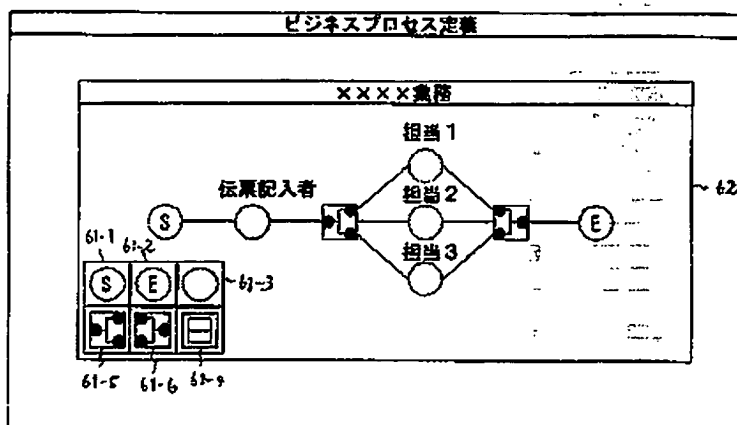 ビジネスプロセス定義
××××業務
担当1
伝票記入者
担当2
62
S
E
担当3
61-1
61-2
S
E
61-3
61-5
61-6